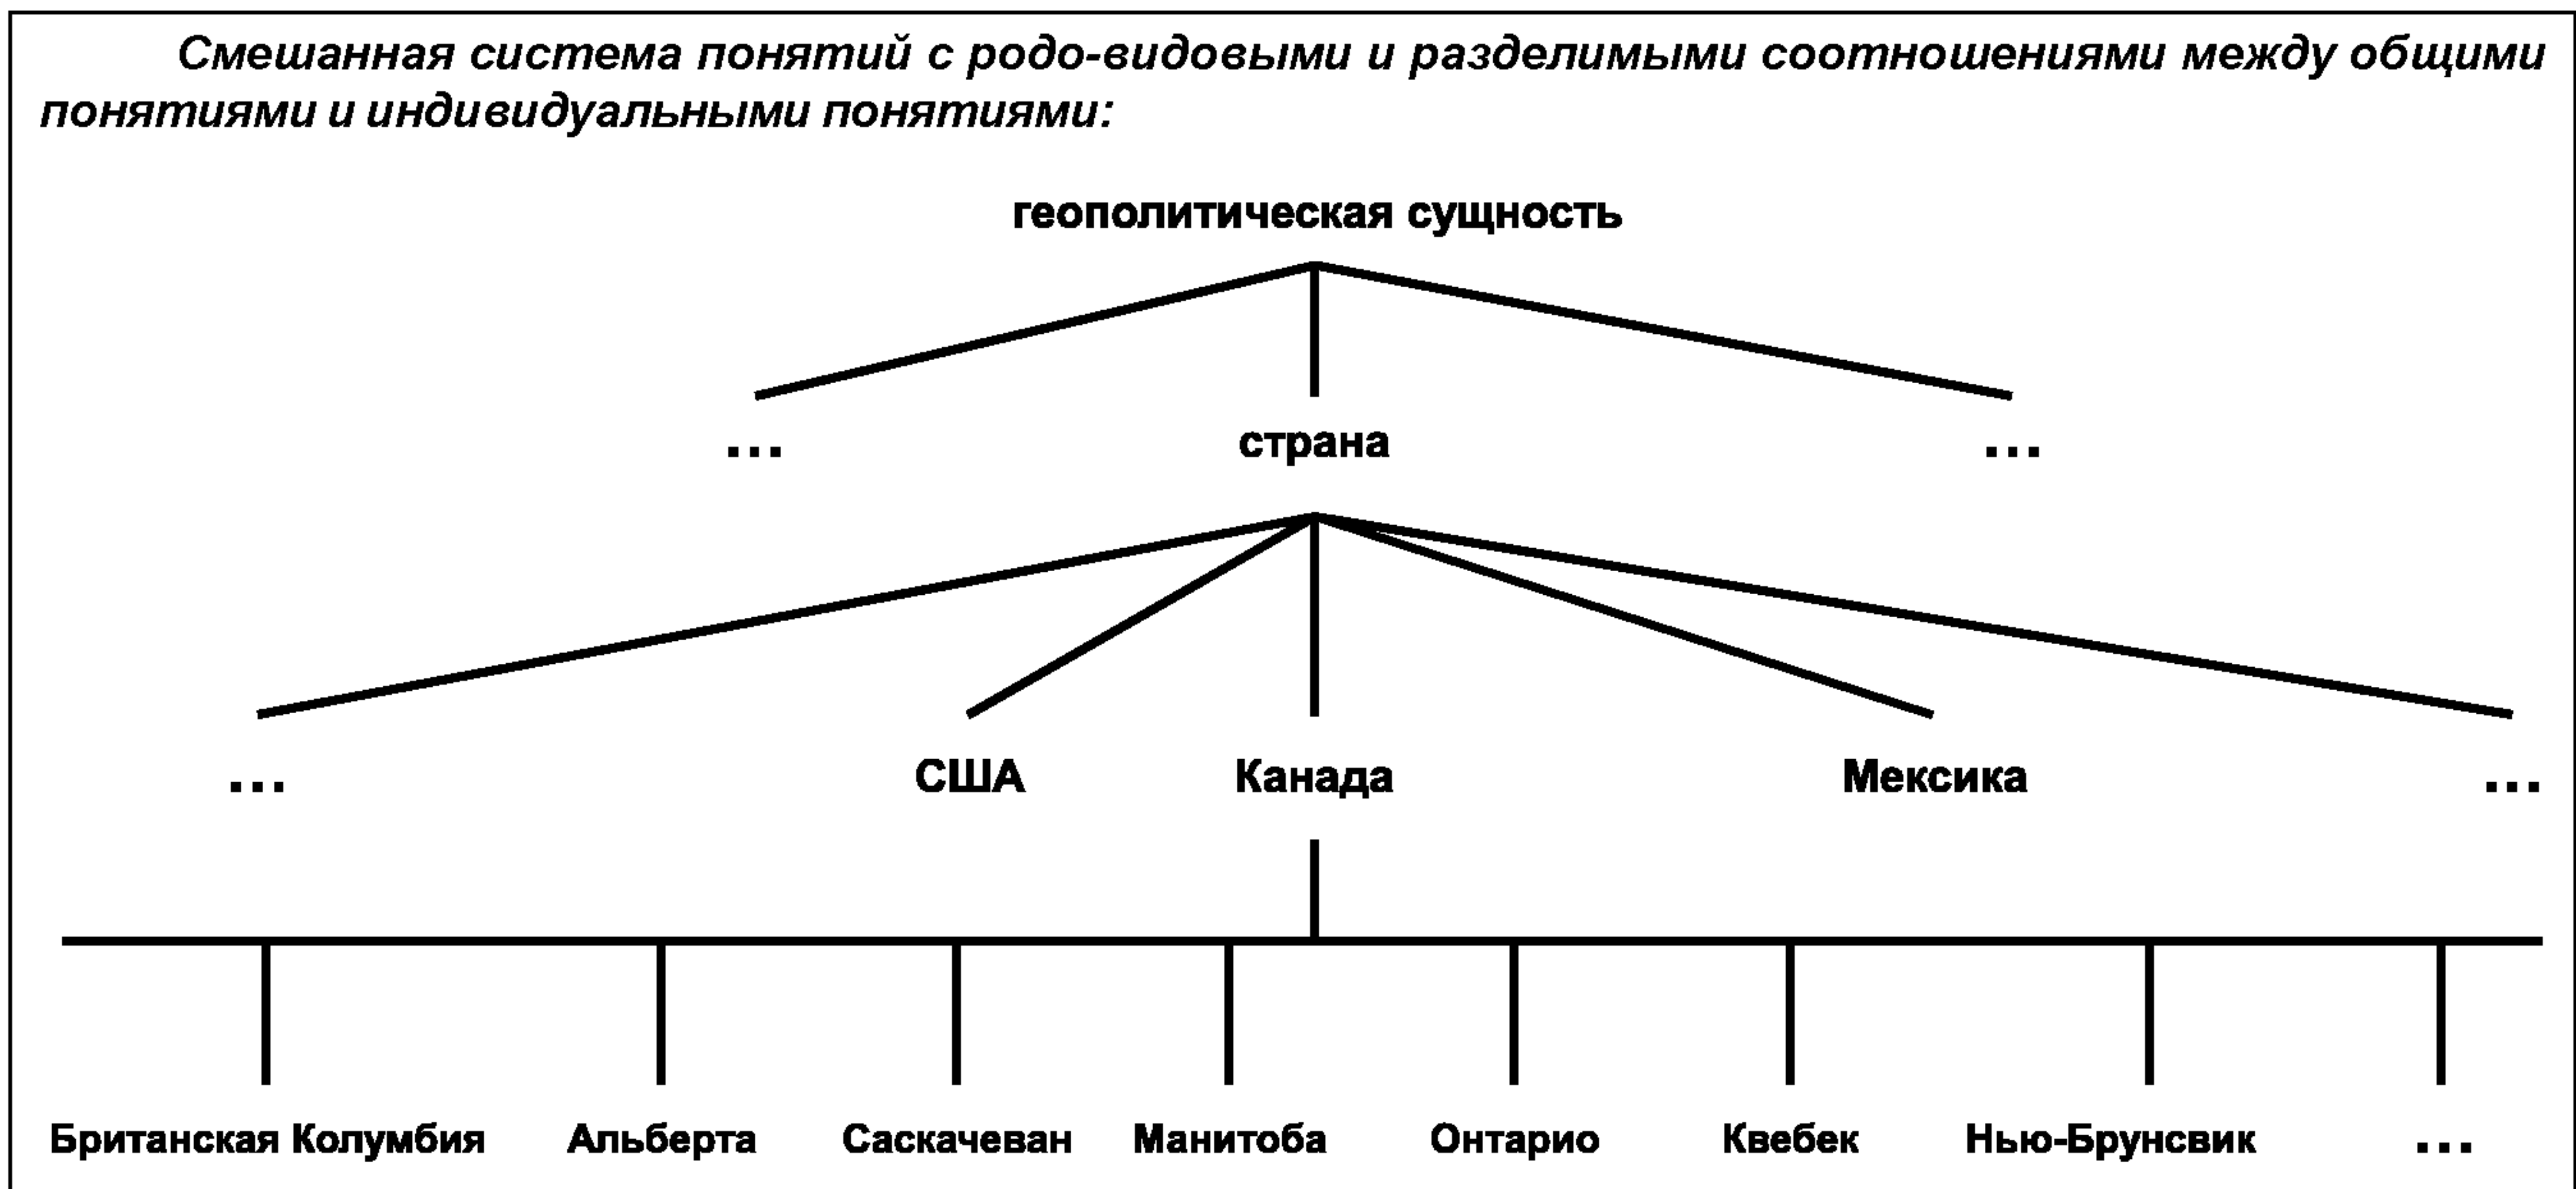 Смешанная система понятий с родо-видовыми и разделимыми соотношениями между общими
понятиями и индивидуальными понятиями:
геополитическая сущность
... страна ...
... США Канада Мексика ...
Британская Колумбия Альберта Саскачеван Манитоба Онтарио Квебек Нью-Брунсвик ...